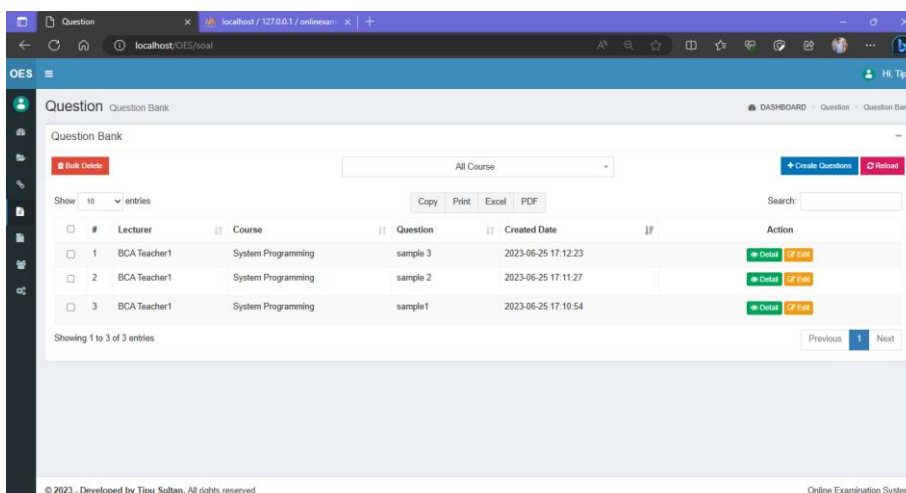 Question
localhost / 127.0.0.1 / onlinexam
localhost/OES/soal
OES
Hi, Tip
Question Question Bank
DASHBOARD Question Question Ban
Question Bank
Bulk Delete All Course + Create Questions Reload
Show 10 entries Copy Print Excel PDF Search:
# Lecturer Course Question Created Date Action
1 BCA Teacher1 System Programming sample 3 2023-06-25 17:12:23 Detail Edit
2 BCA Teacher1 System Programming sample 2 2023-06-25 17:11:27 Detail Edit
3 BCA Teacher1 System Programming sample1 2023-06-25 17:10:54 Detail Edit
Showing 1 to 3 of 3 entries Previous 1 Next
© 2023 . Developed by Tipu Sultan. All rights reserved Online Examination System